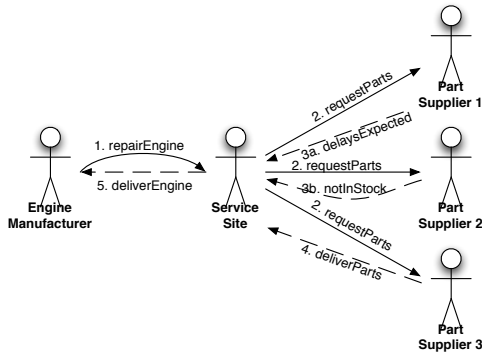 2. requestParts
Part
Supplier 1
3a. delaysExpected
1. repairEngine
2. requestParts
5. deliverEngine
3b. notInStock
Engine
Manufacturer
Service
Site
Part
Supplier 2
2. requestParts
4. deliverParts
Part
Supplier 3